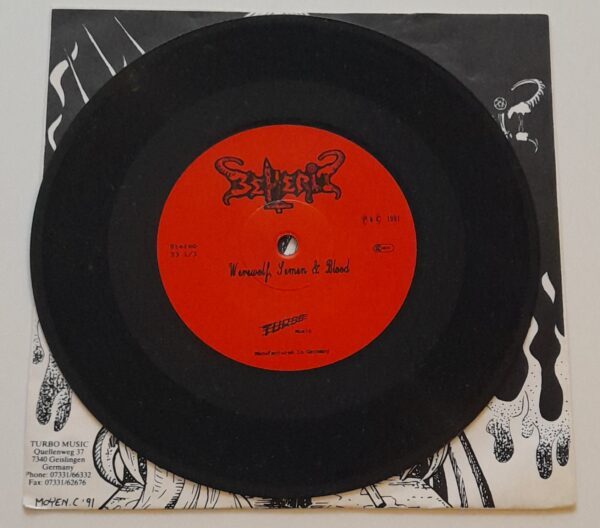 BEHERIT
℗ & © 1991
Stereo
33 1/3
Werewolf, Semen & Blood
TURBO
Music
Manufactured in Germany
TURBO MUSIC
Quellenweg 37
7340 Geislingen
Germany
Phone: 07331/66332
Fax: 07331/62676
MOYEN.C '91